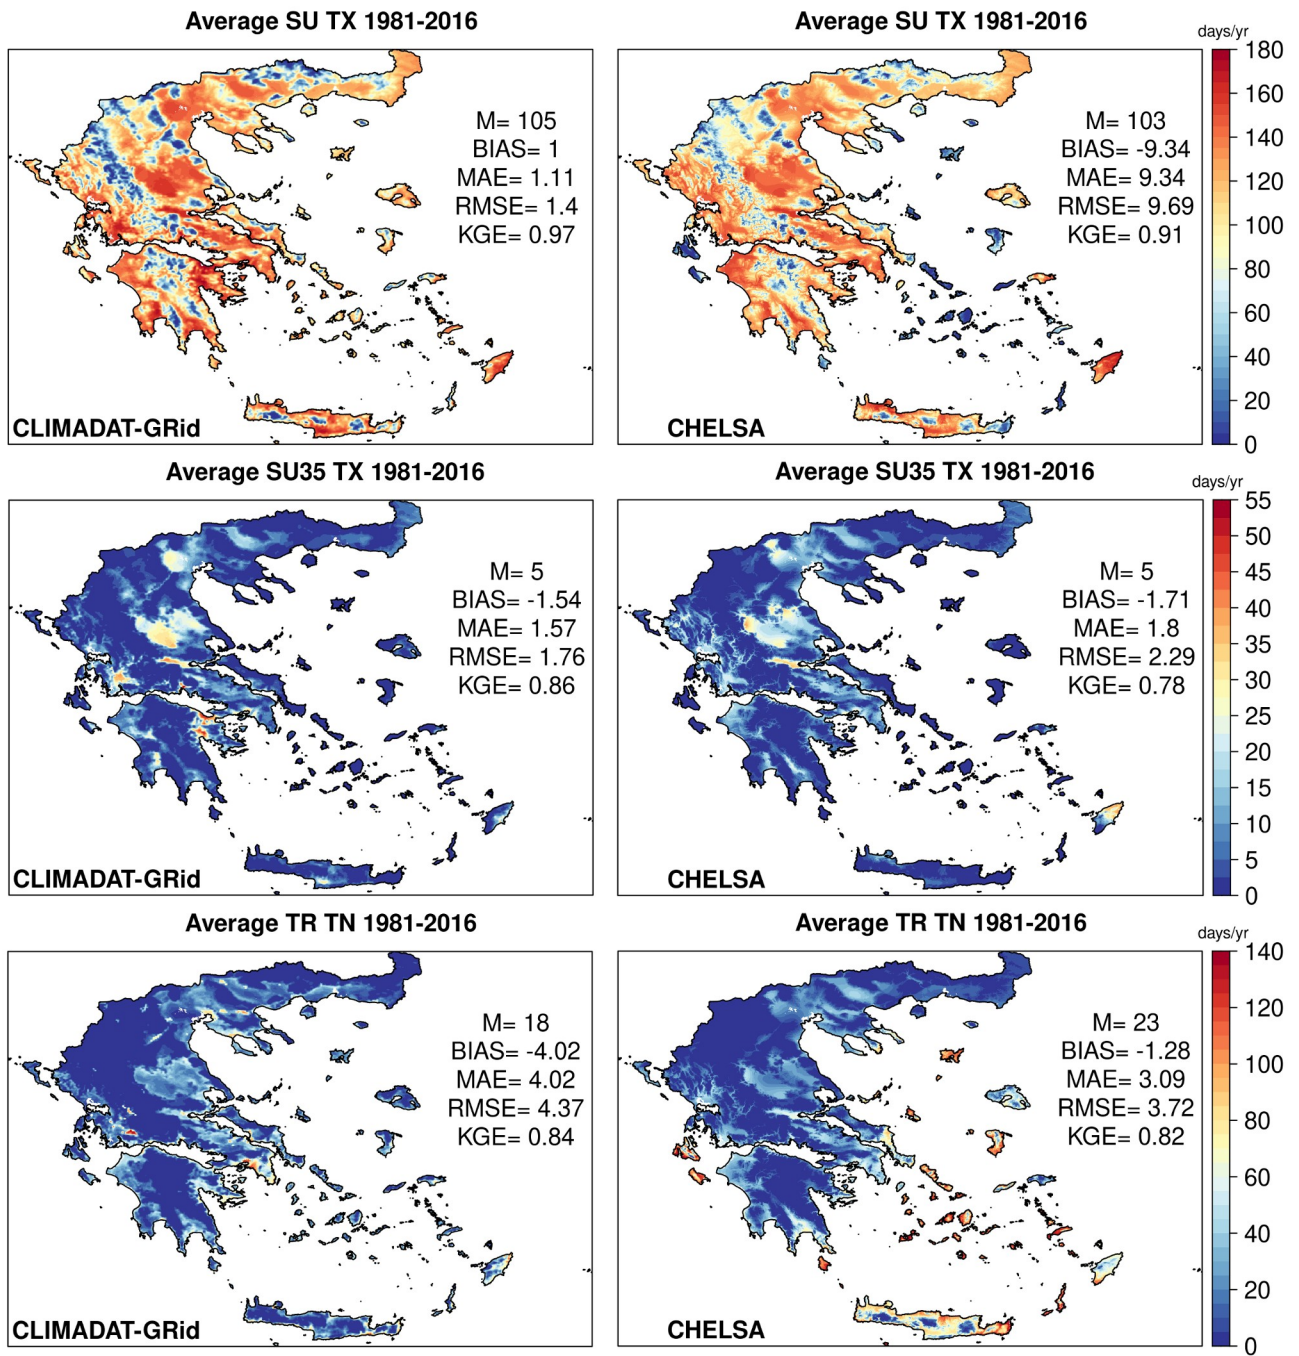 Average SU TX 1981-2016
M= 105
BIAS= 1
MAE= 1.11
RMSE= 1.4
KGE= 0.97
CLIMADAT-GRid
Average SU TX 1981-2016
M= 103
BIAS= -9.34
MAE= 9.34
RMSE= 9.69
KGE= 0.91
CHELSA
days/yr
180
160
140
120
100
80
60
40
20
0
Average SU35 TX 1981-2016
M= 5
BIAS= -1.54
MAE= 1.57
RMSE= 1.76
KGE= 0.86
CLIMADAT-GRid
Average SU35 TX 1981-2016
M= 5
BIAS= -1.71
MAE= 1.8
RMSE= 2.29
KGE= 0.78
CHELSA
days/yr
55
50
45
40
35
30
25
20
15
10
5
0
Average TR TN 1981-2016
M= 18
BIAS= -4.02
MAE= 4.02
RMSE= 4.37
KGE= 0.84
CLIMADAT-GRid
Average TR TN 1981-2016
M= 23
BIAS= -1.28
MAE= 3.09
RMSE= 3.72
KGE= 0.82
CHELSA
days/yr
140
120
100
80
60
40
20
0